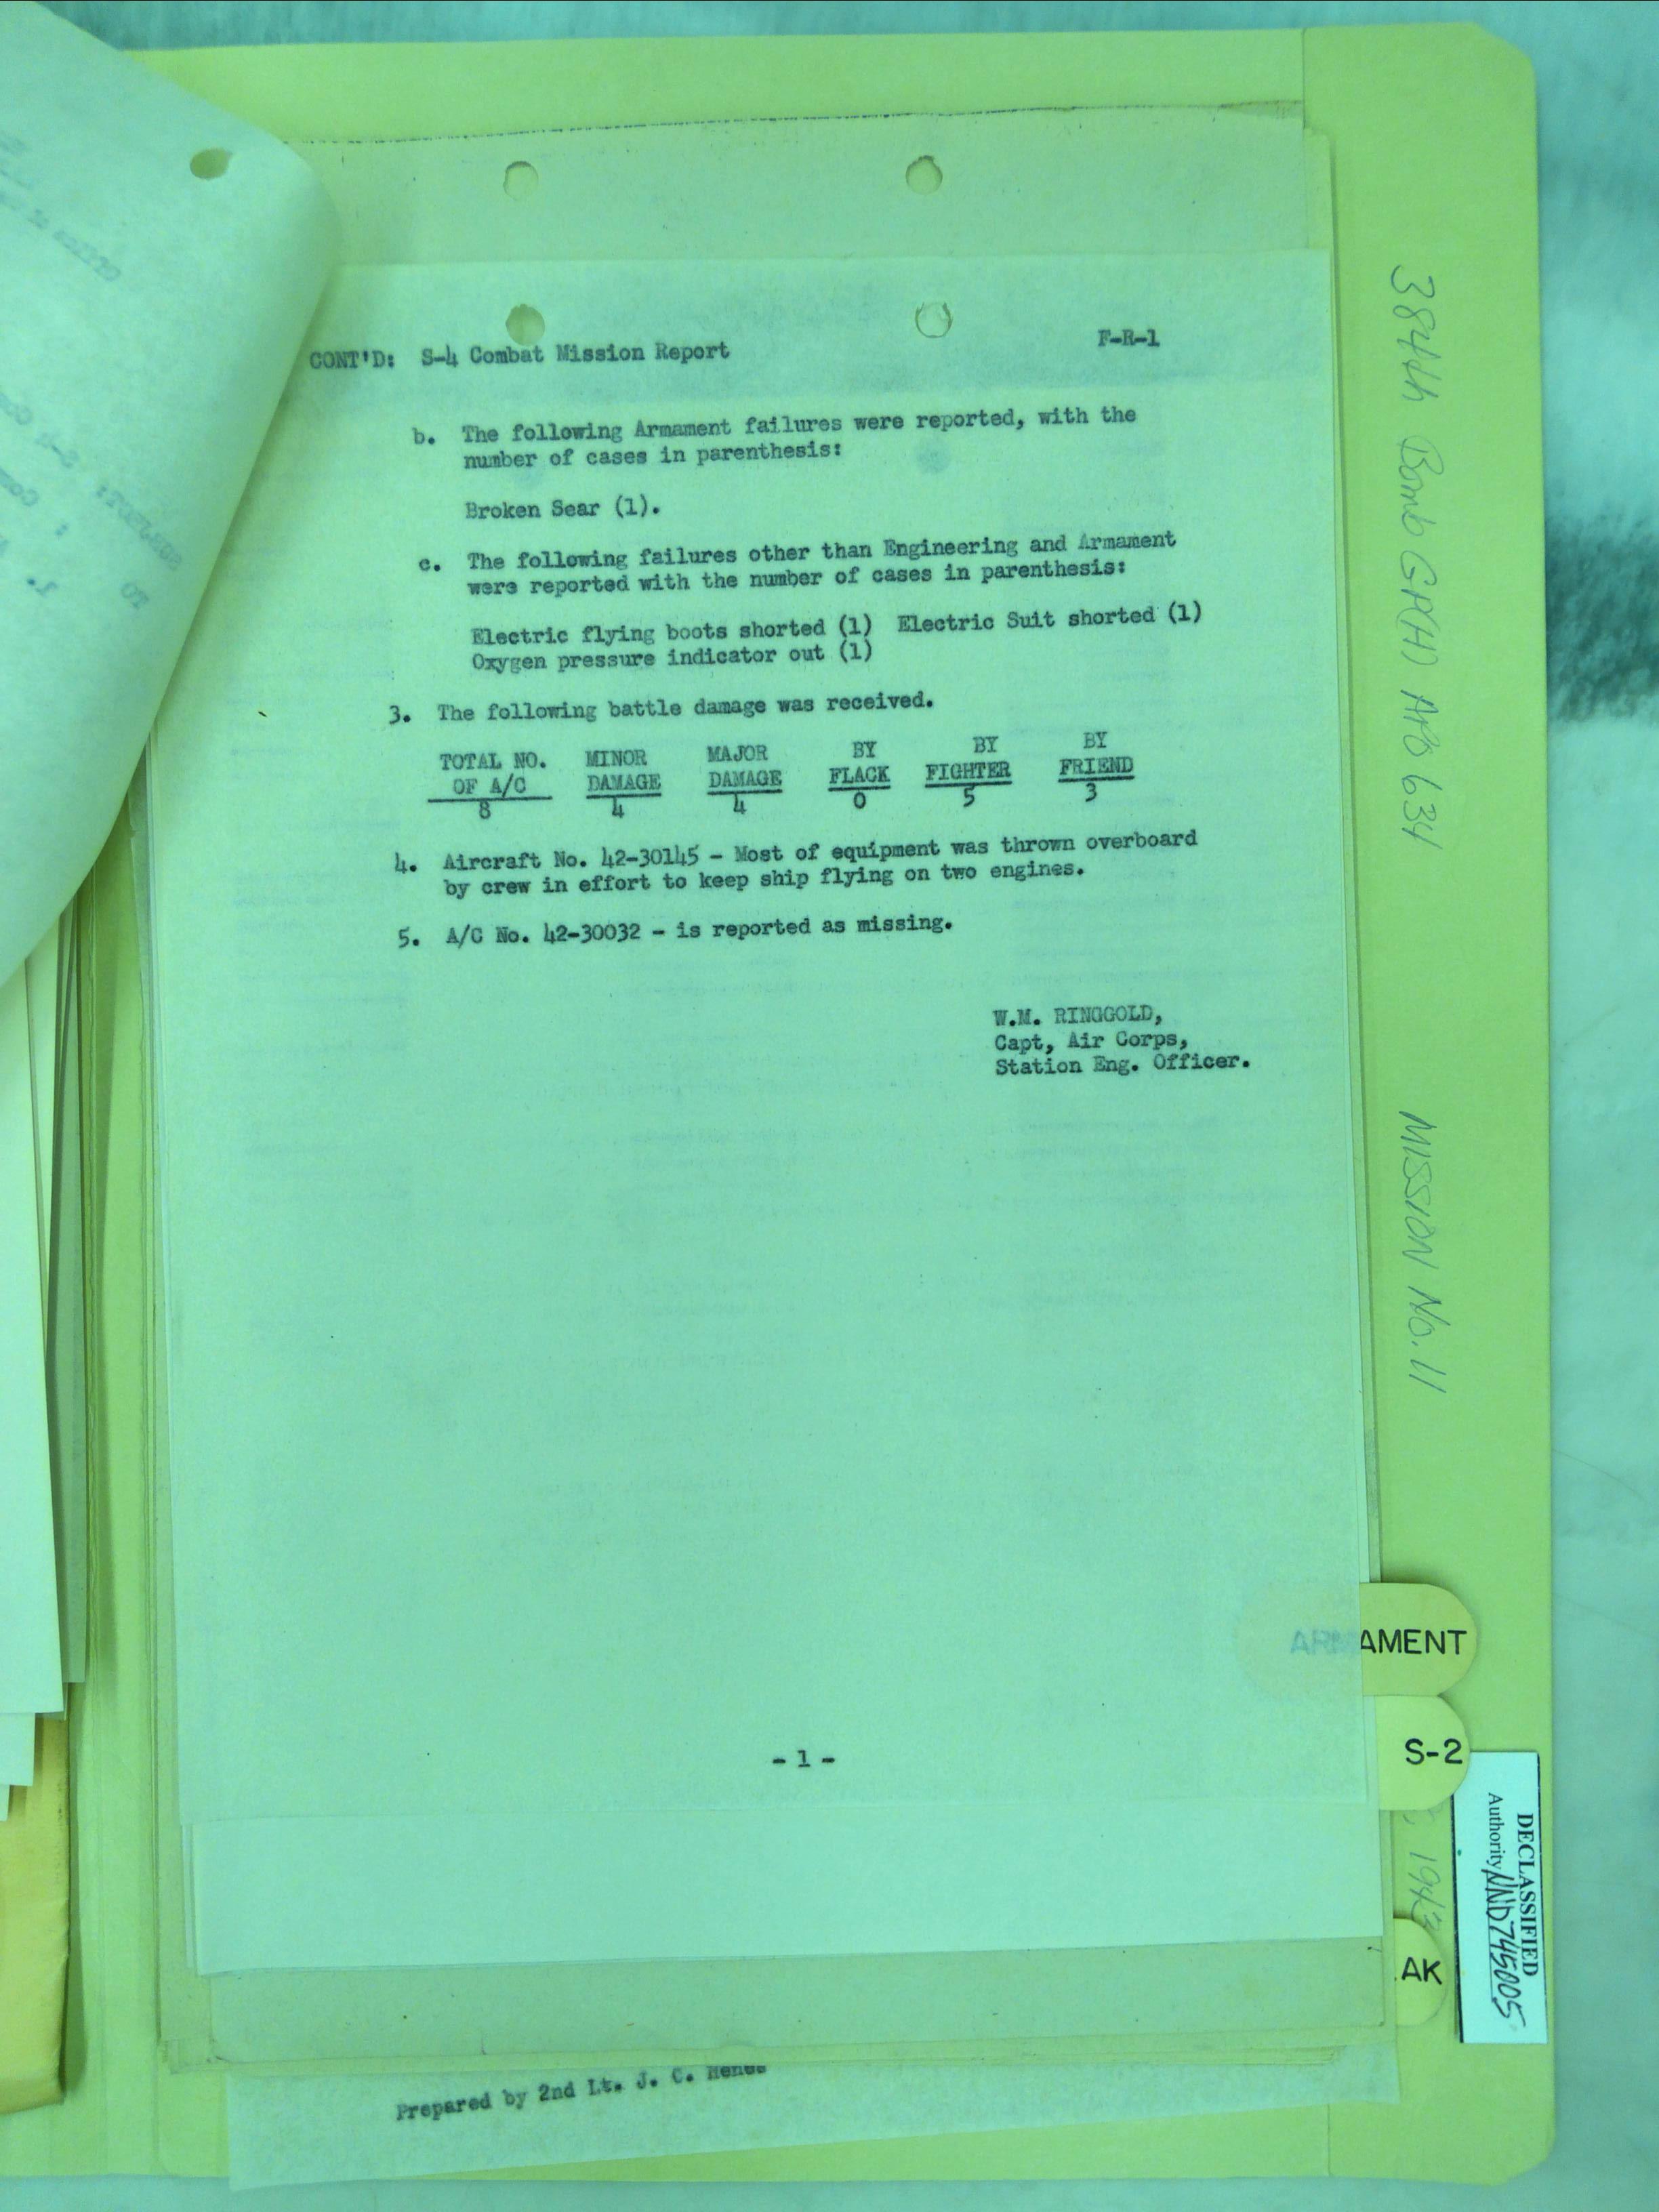 CONT'D: S-4 Combat Mission Report F-R-1
b. The following Armament failures were reported, with the
number of cases in parenthesis:
Broken Sear (1).
c. The following failures other than Engineering and Armament
were reported with the number of cases in parenthesis:
Electric flying boots shorted (1) Electric Suit shorted (1)
Oxygen pressure indicator out (1)
3. The following battle damage was received.
TOTAL NO. MINOR MAJOR BY BY BY
OF A/C DAMAGE DAMAGE FLACK FIGHTER FRIEND
8 4 4 0 5 3
4. Aircraft No. 42-30145 - Most of equipment was thrown overboard
by crew in effort to keep ship flying on two engines.
5. A/C No. 42-30032 - is reported as missing.
W.M. RINGGOLD,
Capt, Air Corps,
Station Eng. Officer.
- 1 -
Prepared by 2nd Lt. J. C.
384th Bomb GP(H) APO 634 MISSION No. 11
ARMAMENT
S-2
1943
AK
DECLASSIFIED
Authority NND745005
SUBJECT:
TO :
1.